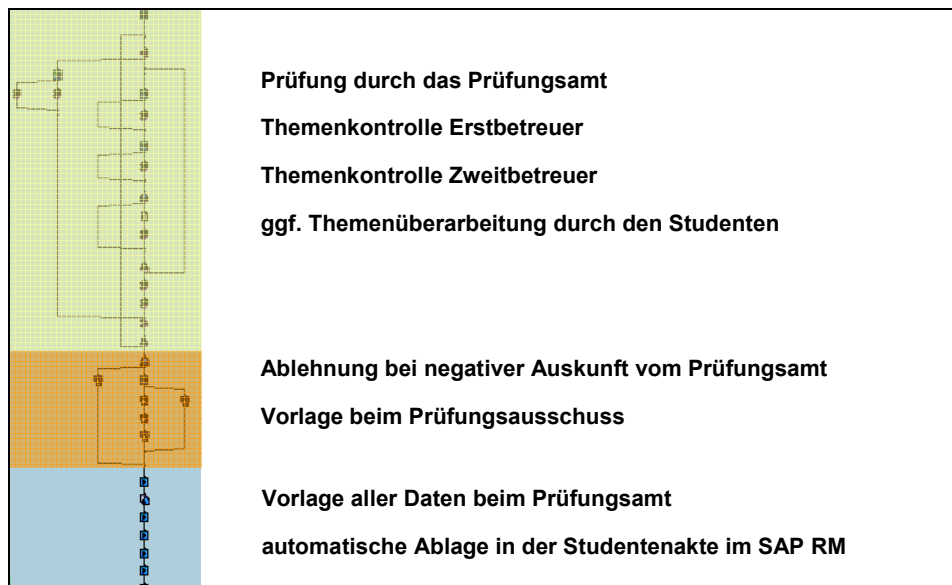 Prüfung durch das Prüfungsamt
Themenkontrolle Erstbetreuer
Themenkontrolle Zweitbetreuer
ggf. Themenüberarbeitung durch den Studenten
Ablehnung bei negativer Auskunft vom Prüfungsamt
Vorlage beim Prüfungsausschuss
Vorlage aller Daten beim Prüfungsamt
automatische Ablage in der Studentenakte im SAP RM